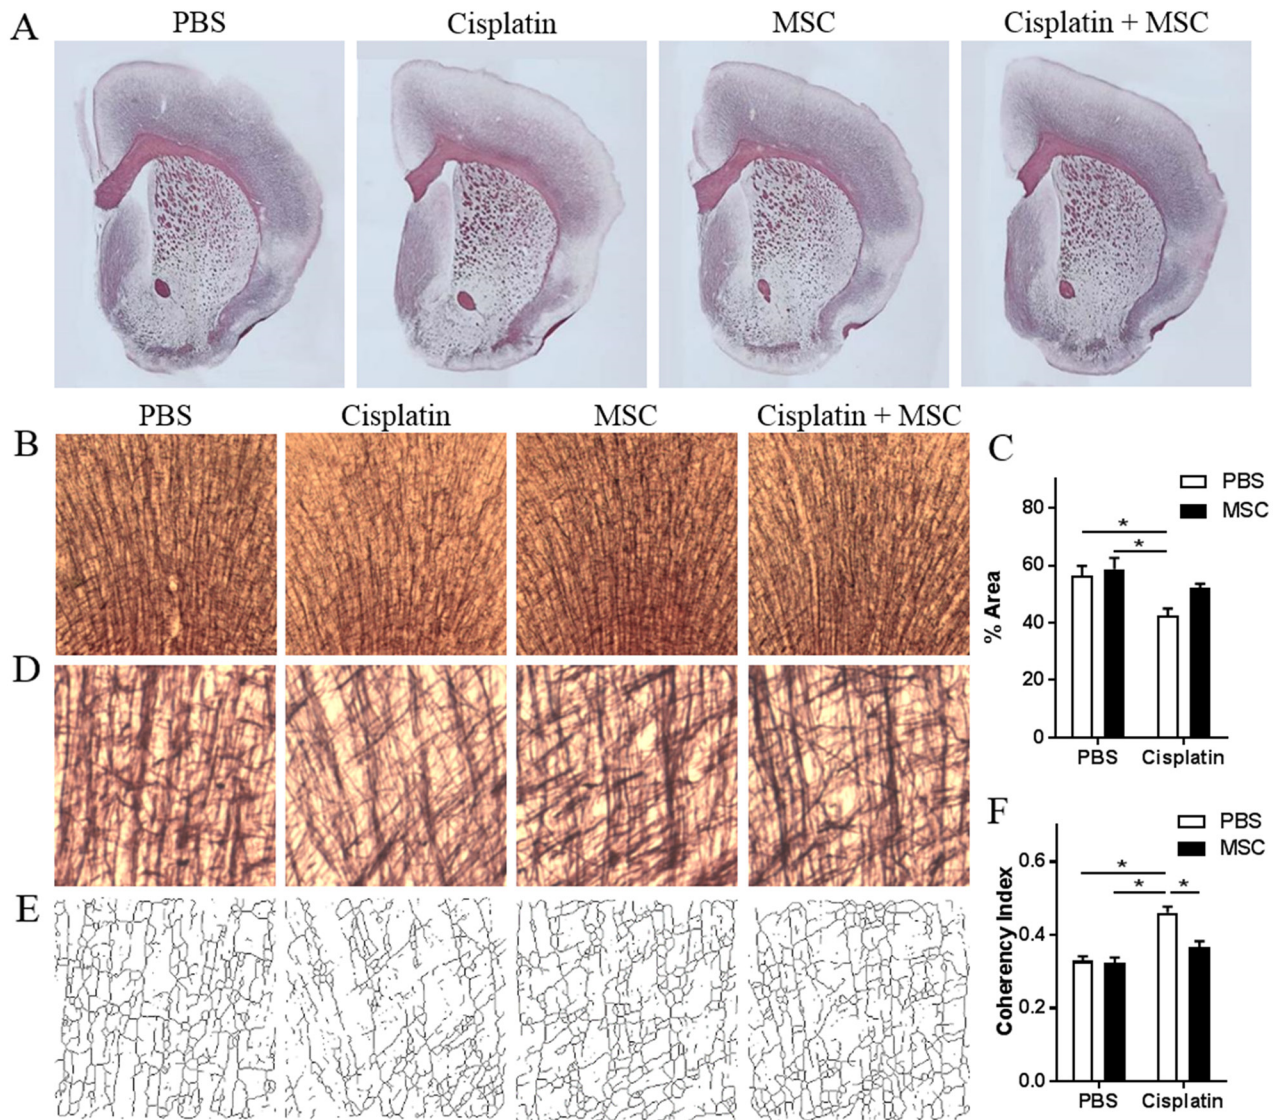 A
PBS
Cisplatin
MSC
Cisplatin + MSC
PBS
Cisplatin
MSC
Cisplatin + MSC
B
C
PBS
MSC
80
60
40
20
0
% Area
*
*
PBS
Cisplatin
D
E
F
PBS
MSC
0.6
0.4
0.2
0.0
Coherency Index
*
*
*
PBS
Cisplatin